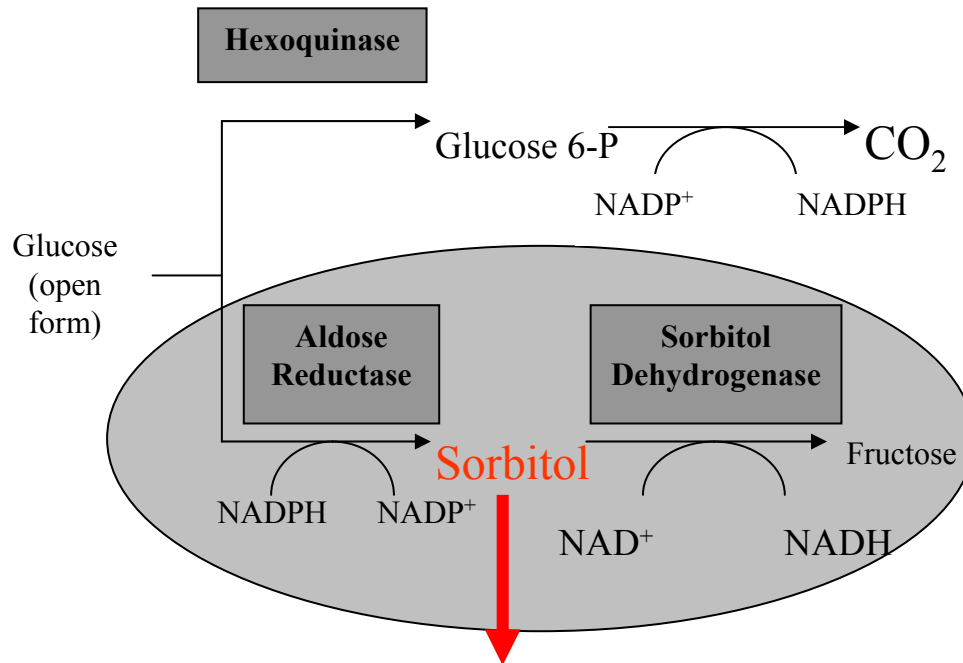 Hexoquinase
Glucose 6-P
CO₂
NADP⁺
NADPH
Glucose
(open
form)
Aldose
Reductase
Sorbitol
Dehydrogenase
Sorbitol
Fructose
NADPH
NADP⁺
NAD⁺
NADH